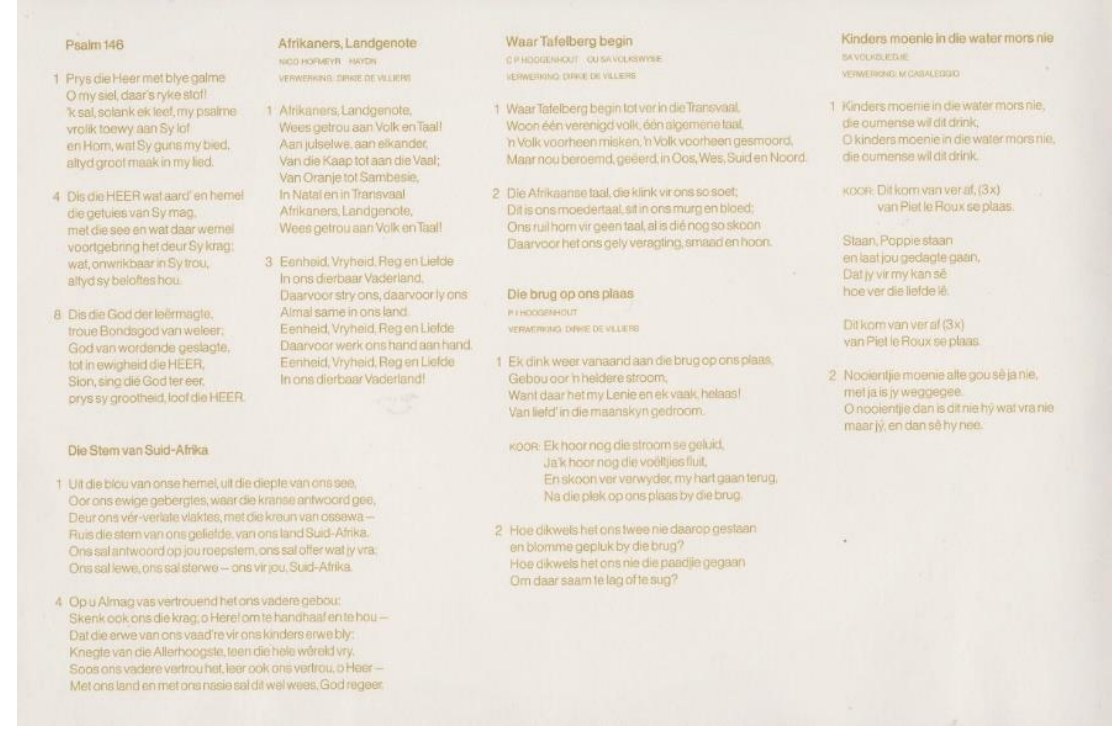 Psalm 146
1 Prys die Heer met blye galme
O my siel, daar's ryke stof!
'k sal, solank ek leef, my psalme
vrolik toewy aan Sy lof
en Hom, wat Sy guns my bied,
altyd groot maak in my lied.
4 Dis die HEER wat aard' en hemel
die getuies van Sy mag,
met die see en wat daar wemel
voortgebring het deur Sy krag;
wat, onwrikbaar in Sy trou,
altyd sy beloftes hou.
8 Dis die God der leërmagte,
troue Bondsgod van weleer;
God van wordende geslagte,
tot in ewigheid die HEER,
Sion, sing die God ter eer,
prys sy grootheid, loof die HEER.
Afrikaners, Landgenote
NICO HOFMEYR HAYDN
VERWERKING: DIRKIE DE VILLIERS
1 Afrikaners, Landgenote,
Wees getrou aan Volk en Taal!
Aan julselwe, aan elkander,
Van die Kaap tot aan die Vaal;
Van Oranje tot Sambesie,
In Natal en in Transvaal
Afrikaners, Landgenote,
Wees getrou aan Volk en Taal!
3 Eenheid, Vryheid, Reg en Liefde
In ons dierbaar Vaderland,
Daarvoor stry ons, daarvoor ly ons
Almal same in ons land.
Eenheid, Vryheid, Reg en Liefde
Daarvoor werk ons hand aan hand.
Eenheid, Vryheid, Reg en Liefde
In ons dierbaar Vaderland!
Die Stem van Suid-Afrika
1 Uit die blou van onse hemel, uit die diepte van ons see,
Oor ons ewige gebergtes, waar die kranse antwoord gee,
Deur ons vér-verlate vlaktes, met die kreun van ossewa —
Ruis die stem van ons geliefde, van ons land Suid-Afrika.
Ons sal antwoord op jou roepstem, ons sal offer wat jy vra;
Ons sal lewe, ons sal sterwe — ons vir jou, Suid-Afrika.
4 Op u Almag vas vertrouend het ons vadere gebou:
Skenk ook ons die krag, o Here! om te handhaaf en te hou —
Dat die erwe van ons vaad're vir ons kinders erwe bly:
Knegte van die Allerhoogste, teen die hele wêreld vry.
Soos ons vadere vertrou het, leer ook ons vertrou, o Heer —
Met ons land en met ons nasie sal dit wel wees, God regeer.
Waar Tafelberg begin
C P HOOGENHOUT OU SA VOLKSWYSIE
VERWERKING: DIRKIE DE VILLIERS
1 Waar Tafelberg begin tot ver in die Transvaal,
Woon één verenigd volk, één algemene taal,
'n Volk voorheen misken, 'n Volk voorheen gesmoord,
Maar nou beroemd, geëerd, in Oos, Wes, Suid en Noord.
2 Die Afrikaanse taal, die klink vir ons so soet;
Dit is ons moedertaal, sit in ons murg en bloed;
Ons ruil hom vir geen taal, al is dié nog so skoon
Daarvoor het ons gely veragting, smaad en hoon.
Die brug op ons plaas
P I HOOGENHOUT
VERWERKING: DIRKIE DE VILLIERS
1 Ek dink weer vanaand aan die brug op ons plaas,
Gebou oor 'n heldere stroom,
Want daar het my Lenie en ek vaak, helaas!
Van liefd' in die maanskyn gedroom.
KOOR: Ek hoor nog die stroom se geluid,
Ja 'k hoor nog die voëltjies fluit,
En skoon ver verwyder, my hart gaan terug,
Na die plek op ons plaas by die brug.
2 Hoe dikwels het ons twee nie daarop gestaan
en blomme gepluk by die brug?
Hoe dikwels het ons nie die paadjie gegaan
Om daar saam te lag of te sug?
Kinders moenie in die water mors nie
SA VOLKSLIEDJIE
VERWERKING: M CASALEGGIO
1 Kinders moenie in die water mors nie,
die oumense wil dit drink;
O kinders moenie in die water mors nie,
die oumense wil dit drink.
KOOR: Dit kom van ver af, (3x)
van Piet le Roux se plaas.
Staan, Poppie staan
en laat jou gedagte gaan,
Dat jy vir my kan sê
hoe ver die liefde lê.
Dit kom van ver af (3x)
van Piet le Roux se plaas.
2 Nooientjie moenie alte gou sê ja nie,
met ja is jy weggegee.
O nooientjie dan is dit nie hý wat vra nie
maar jý, en dan sê hy nee.